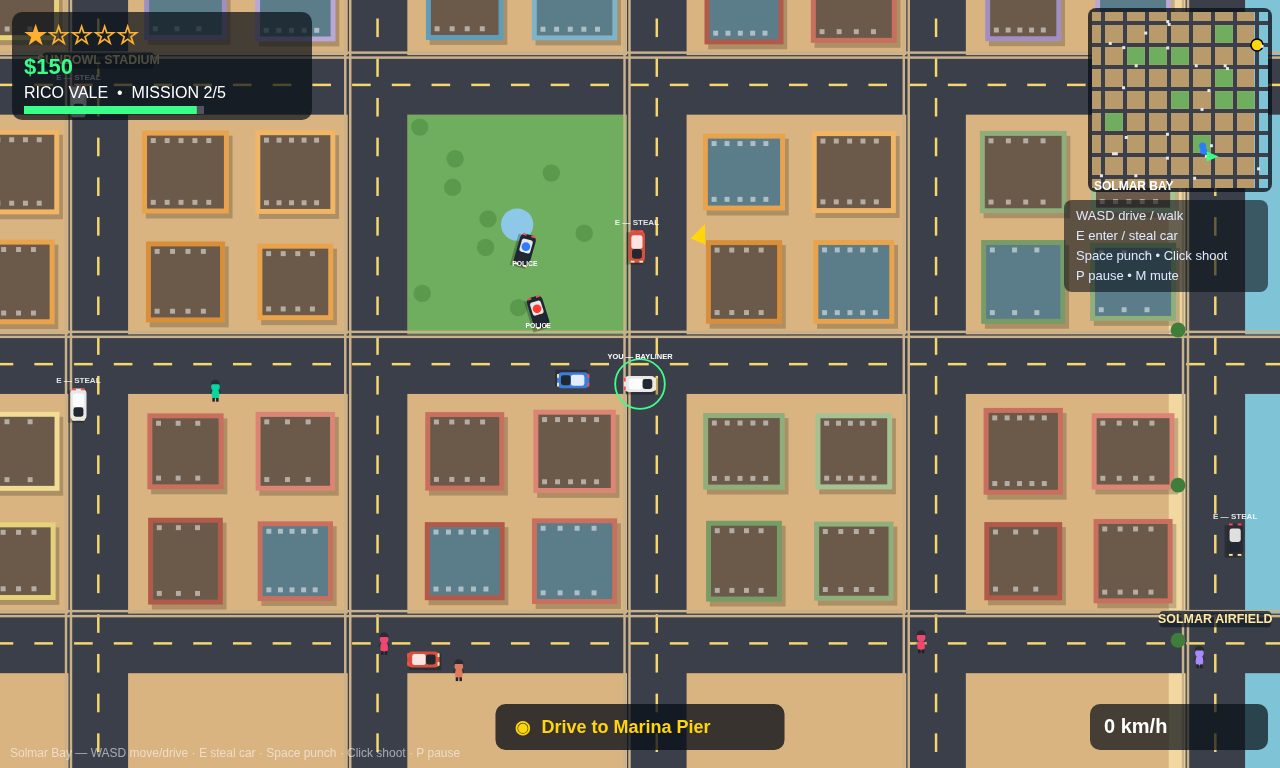 ★☆☆☆☆
SUNBOWL STADIUM
$150
E — STEAL
RICO VALE • MISSION 2/5
SOLMAR BAY
WASD drive / walk
E enter / steal car
Space punch • Click shoot
P pause • M mute
E — STEAL
POLICE
POLICE
YOU — BAYLINER
E — STEAL
E — STEAL
SOLMAR AIRFIELD
◉ Drive to Marina Pier
0 km/h
Solmar Bay — WASD move/drive · E steal car · Space punch · Click shoot · P pause